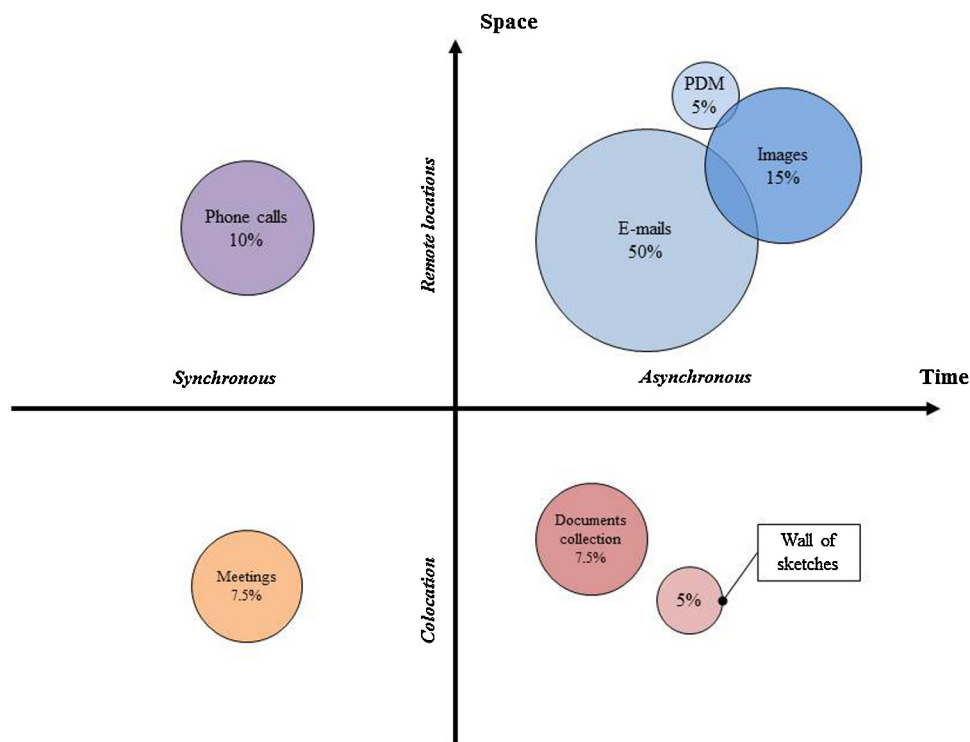 Space
PDM
5%
Images
15%
Phone calls
10%
E-mails
50%
Remote locations
Synchronous
Asynchronous
Time
Documents
collection
7.5%
Wall of
sketches
Meetings
7.5%
5%
Colocation